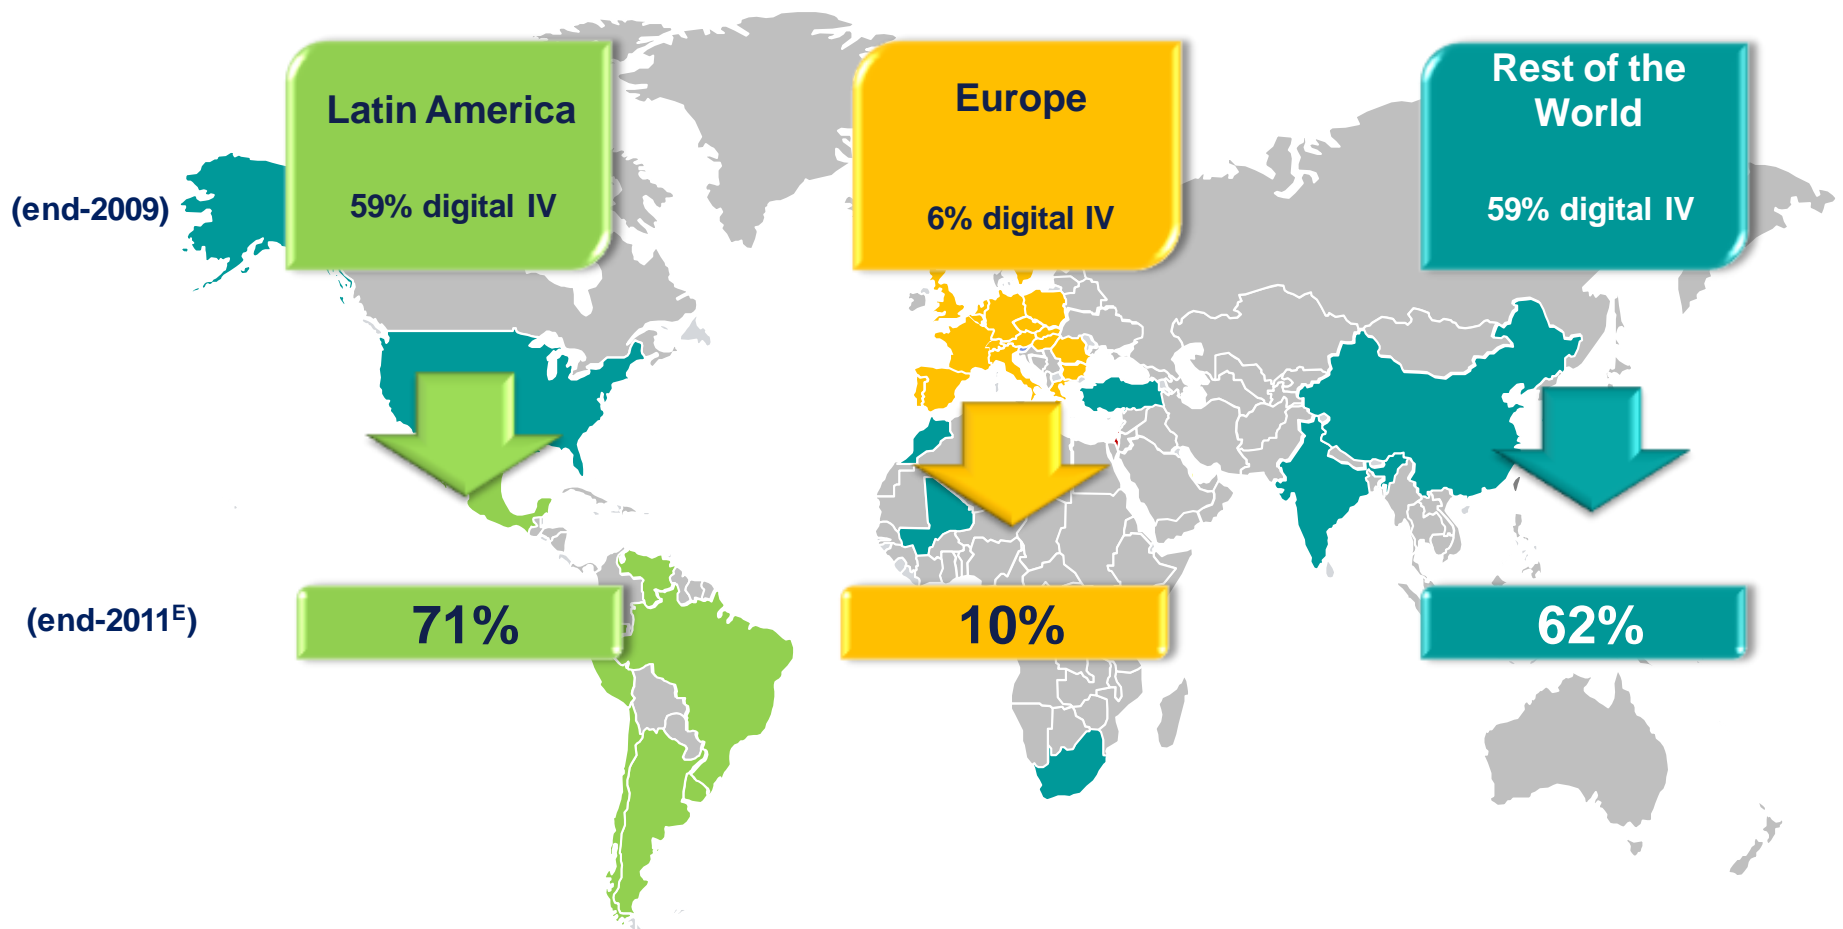 Latin America
Europe
Rest of the
World
(end-2009)
59% digital IV
6% digital IV
59% digital IV
(end-2011ᴱ)
71%
10%
62%